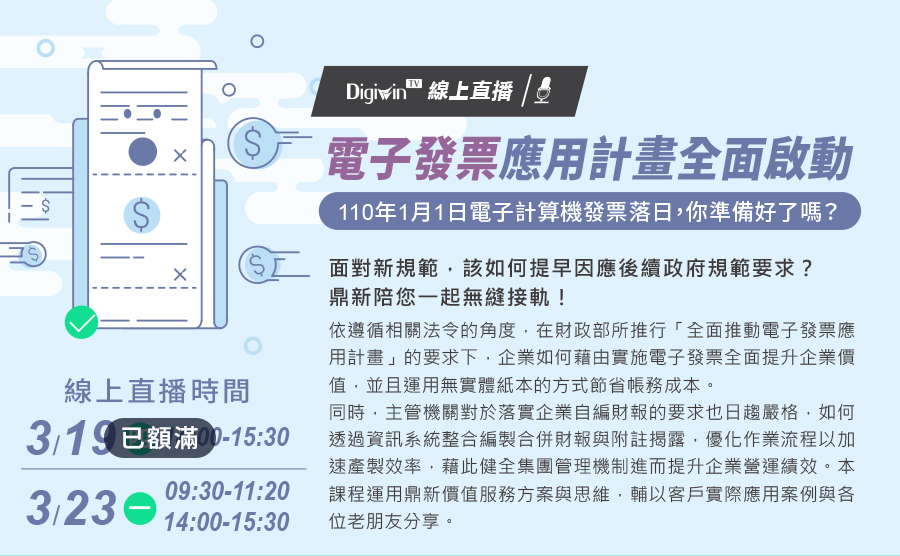 Digiwin TV 線上直播
電子發票應用計畫全面啟動
110年1月1日電子計算機發票落日，你準備好了嗎？
面對新規範，該如何提早因應後續政府規範要求？
鼎新陪您一起無縫接軌！
依遵循相關法令的角度，在財政部所推行「全面推動電子發票應
用計畫」的要求下，企業如何藉由實施電子發票全面提升企業價
值，並且運用無實體紙本的方式節省帳務成本。
同時，主管機關對於落實企業自編財報的要求也日趨嚴格，如何
透過資訊系統整合編製合併財報與附註揭露，優化作業流程以加
速產製效率，藉此健全集團管理機制進而提升企業營運績效。本
課程運用鼎新價值服務方案與思維，輔以客戶實際應用案例與各
位老朋友分享。
線上直播時間
3/19 已額滿 00-15:30
3/23 09:30-11:20
14:00-15:30
$
$
$
$
$